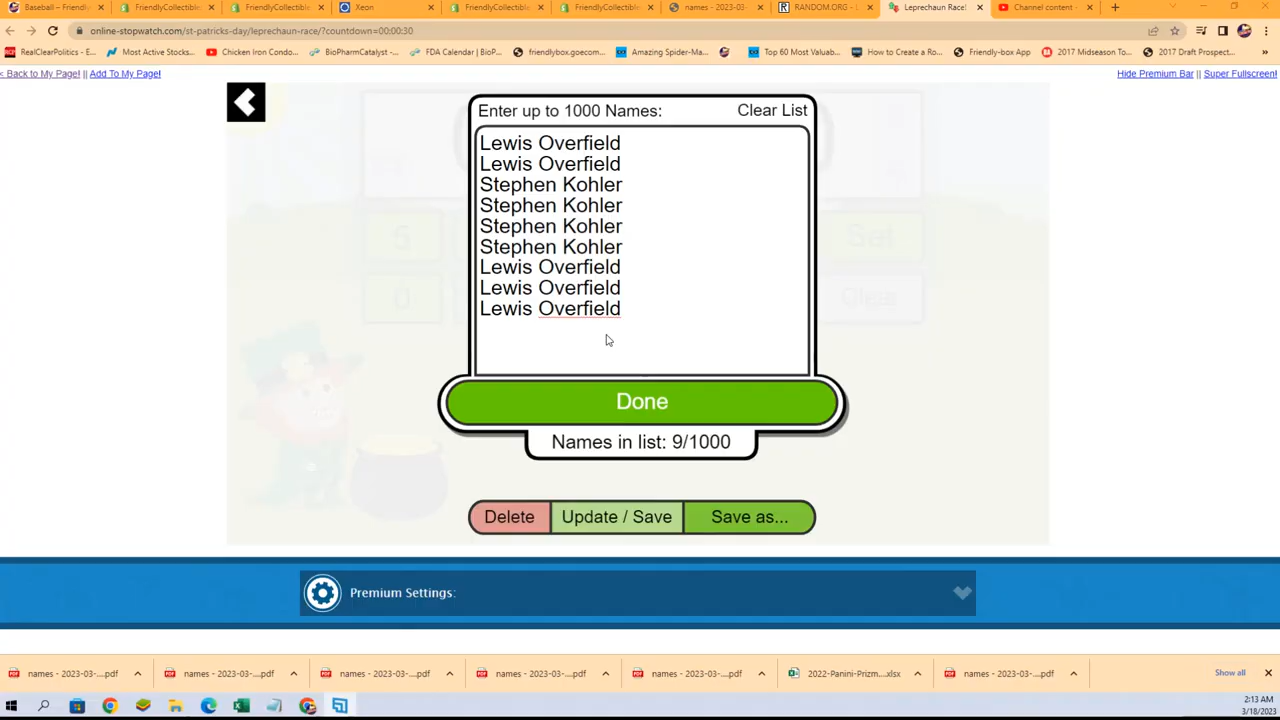 Baseball – Friendly
FriendlyCollectible
FriendlyCollectible
Xeon
FriendlyCollectible
FriendlyCollectible
names - 2023-03-
RANDOM.ORG - L
Leprechaun Race!
Channel content -
online-stopwatch.com/st-patricks-day/leprechaun-race/?countdown=00:00:30
RealClearPolitics - E...
Most Active Stocks...
Chicken Iron Condo...
BioPharmCatalyst -...
FDA Calendar | BioP...
friendlybox.goecom...
Amazing Spider-Ma...
Top 60 Most Valuab...
How to Create a Ro...
Friendly-box App
2017 Midseason To...
2017 Draft Prospect...
< Back to My Page! || Add To My Page!
Hide Premium Bar || Super Fullscreen!
Enter up to 1000 Names: Clear List
Lewis Overfield
Lewis Overfield
Stephen Kohler
Stephen Kohler
Stephen Kohler
Stephen Kohler
Lewis Overfield
Lewis Overfield
Lewis Overfield
5
Set
0
Clear
Done
Names in list: 9/1000
Delete
Update / Save
Save as...
Premium Settings:
names - 2023-03-....pdf
names - 2023-03-....pdf
names - 2023-03-....pdf
names - 2023-03-....pdf
names - 2023-03-....pdf
2022-Panini-Prizm....xlsx
names - 2023-03-....pdf
Show all
2:13 AM
3/18/2023